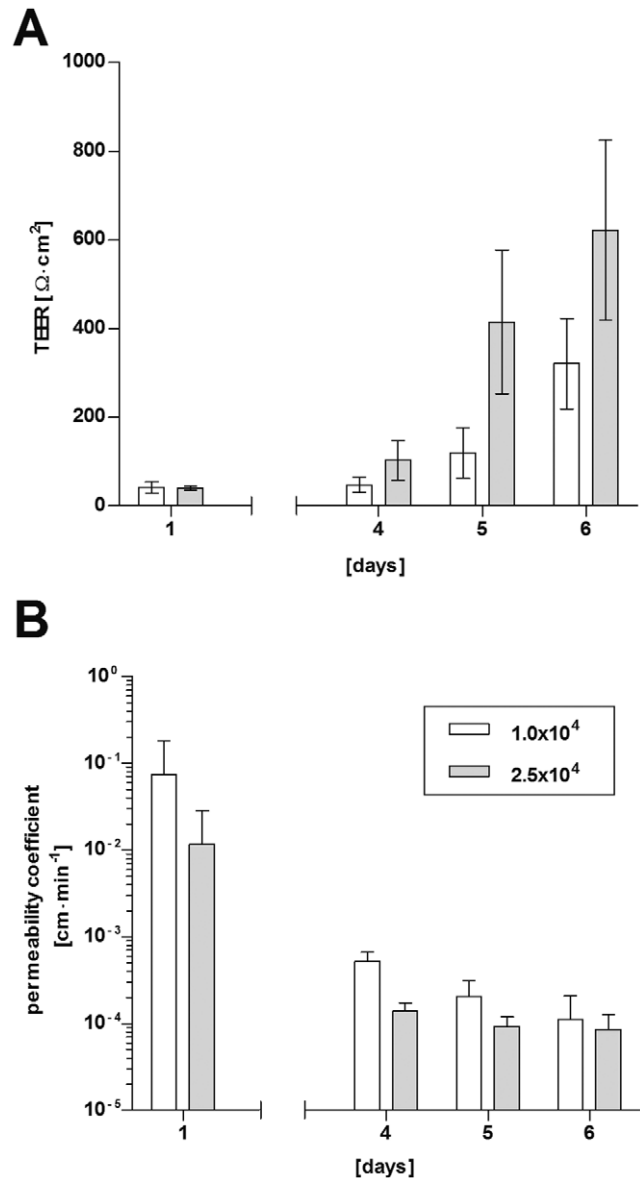 A
1000
800
600
400
200
0
TEER [Ω·cm²]
1 4 5 6
[days]
B
10⁰
10⁻¹
10⁻²
10⁻³
10⁻⁴
10⁻⁵
permeability coefficient
[cm·min⁻¹]
1.0x10⁴
2.5x10⁴
1 4 5 6
[days]